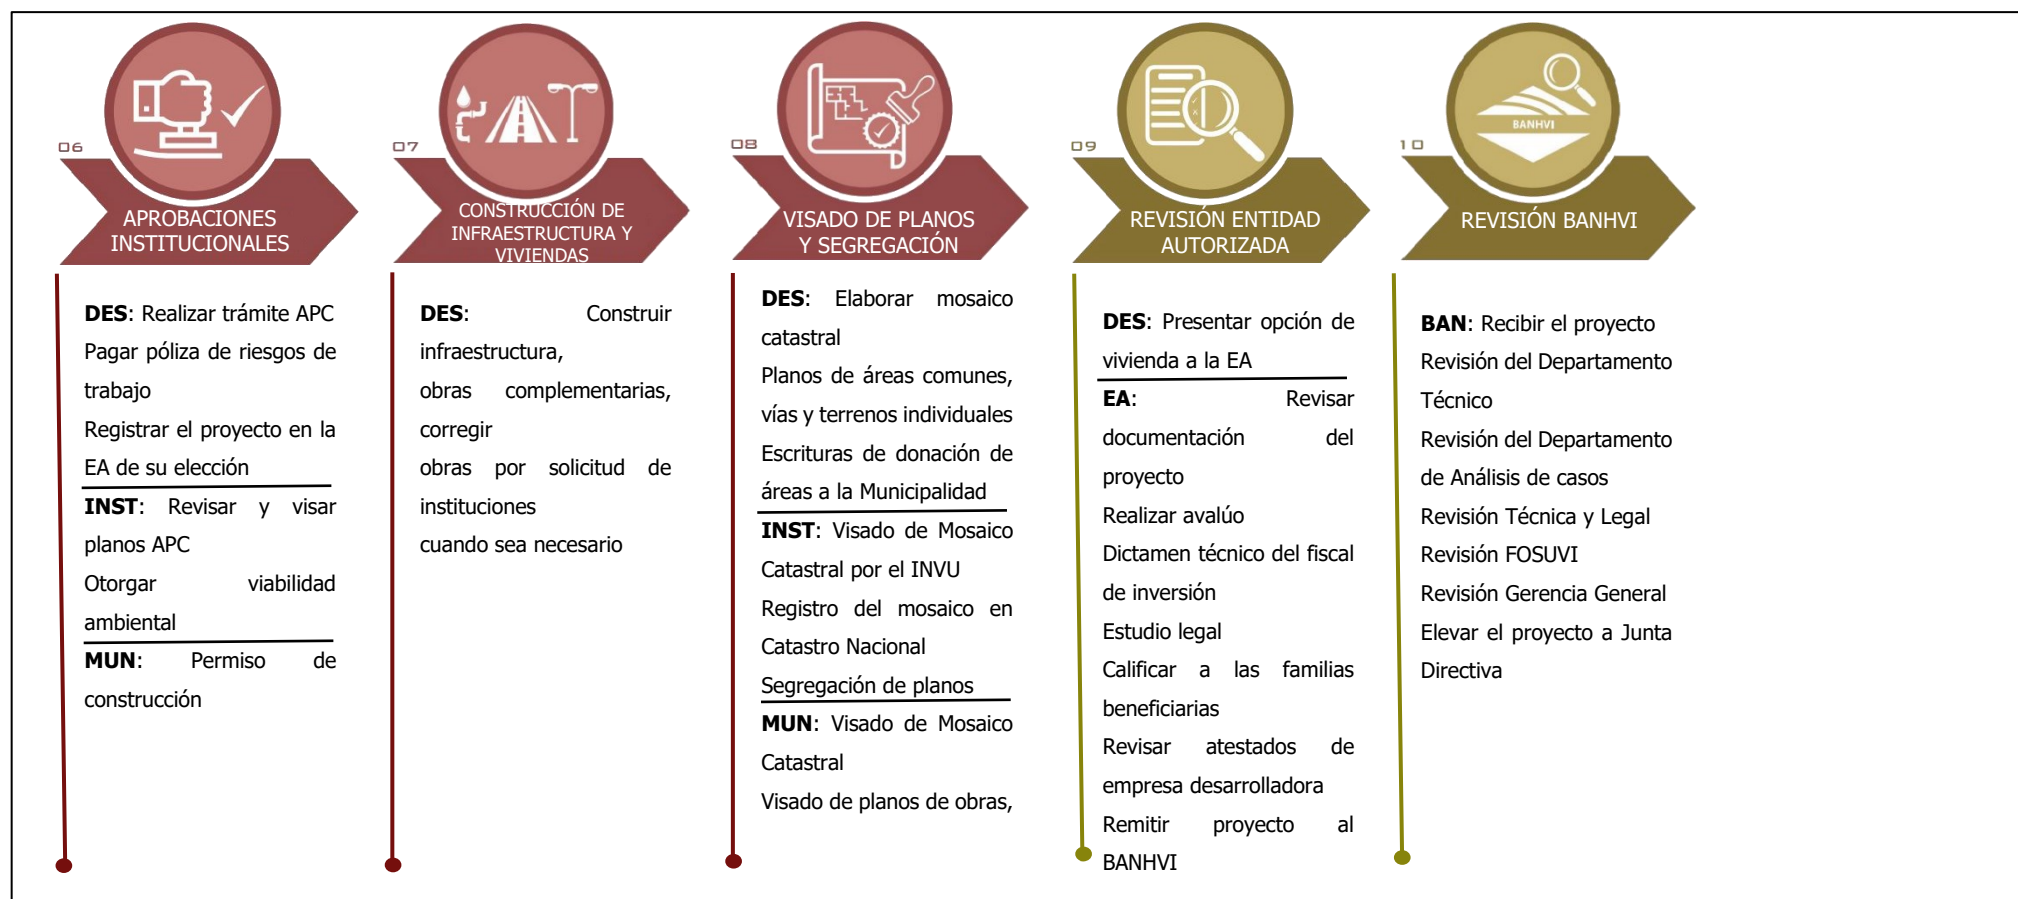 06
APROBACIONES
INSTITUCIONALES
DES: Realizar trámite APC
Pagar póliza de riesgos de
trabajo
Registrar el proyecto en la
EA de su elección
INST: Revisar y visar
planos APC
Otorgar viabilidad
ambiental
MUN: Permiso de
construcción
07
CONSTRUCCIÓN DE
INFRAESTRUCTURA Y
VIVIENDAS
DES: Construir
infraestructura,
obras complementarias,
corregir
obras por solicitud de
instituciones
cuando sea necesario
08
VISADO DE PLANOS
Y SEGREGACIÓN
DES: Elaborar mosaico
catastral
Planos de áreas comunes,
vías y terrenos individuales
Escrituras de donación de
áreas a la Municipalidad
INST: Visado de Mosaico
Catastral por el INVU
Registro del mosaico en
Catastro Nacional
Segregación de planos
MUN: Visado de Mosaico
Catastral
Visado de planos de obras,
09
REVISIÓN ENTIDAD
AUTORIZADA
DES: Presentar opción de
vivienda a la EA
EA: Revisar
documentación del
proyecto
Realizar avalúo
Dictamen técnico del fiscal
de inversión
Estudio legal
Calificar a las familias
beneficiarias
Revisar atestados de
empresa desarrolladora
Remitir proyecto al
BANHVI
10
BANHVI
REVISIÓN BANHVI
BAN: Recibir el proyecto
Revisión del Departamento
Técnico
Revisión del Departamento
de Análisis de casos
Revisión Técnica y Legal
Revisión FOSUVI
Revisión Gerencia General
Elevar el proyecto a Junta
Directiva